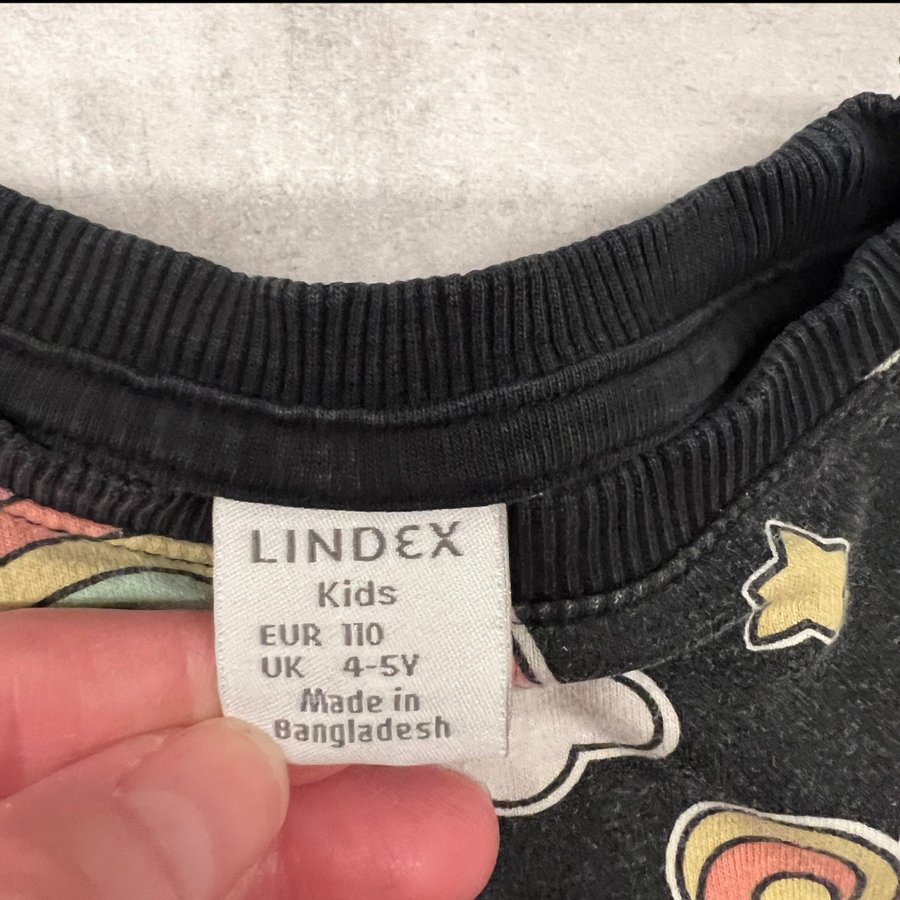 LINDEX
Kids
EUR 110
UK 4-5Y
Made in
Bangladesh